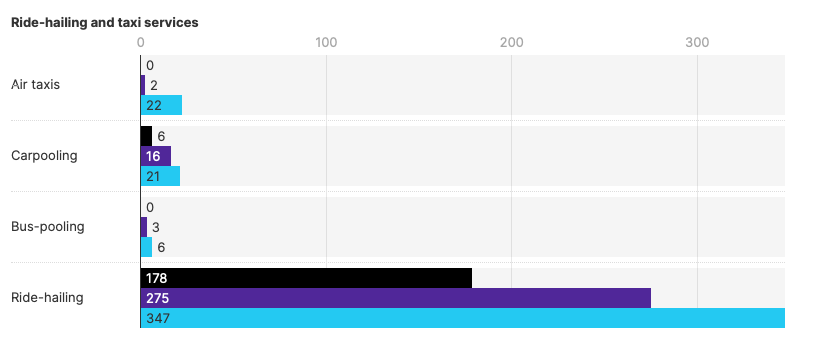 Ride-hailing and taxi services
0 100 200 300
0
Air taxis 2
22
6
Carpooling 16
21
0
Bus-pooling 3
6
178
Ride-hailing 275
347